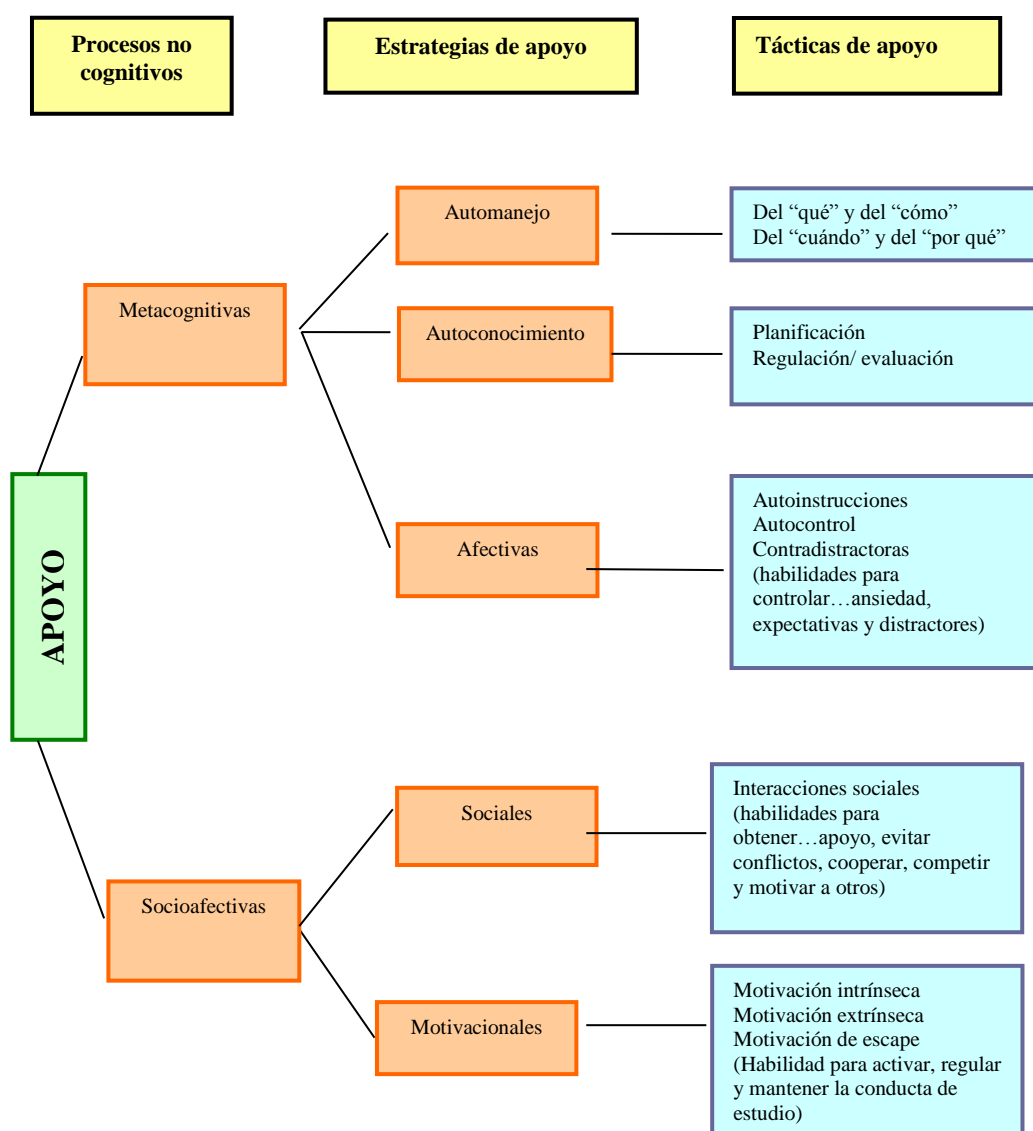 Procesos no
cognitivos
Estrategias de apoyo
Tácticas de apoyo
Automanejo
Del “qué” y del “cómo”
Del “cuándo” y del “por qué”
Metacognitivas
Autoconocimiento
Planificación
Regulación/ evaluación
Afectivas
Autoinstrucciones
Autocontrol
Contradistractoras
(habilidades para
controlar…ansiedad,
expectativas y distractores)
APOYO
Sociales
Interacciones sociales
(habilidades para
obtener…apoyo, evitar
conflictos, cooperar, competir
y motivar a otros)
Socioafectivas
Motivacionales
Motivación intrínseca
Motivación extrínseca
Motivación de escape
(Habilidad para activar, regular
y mantener la conducta de
estudio)